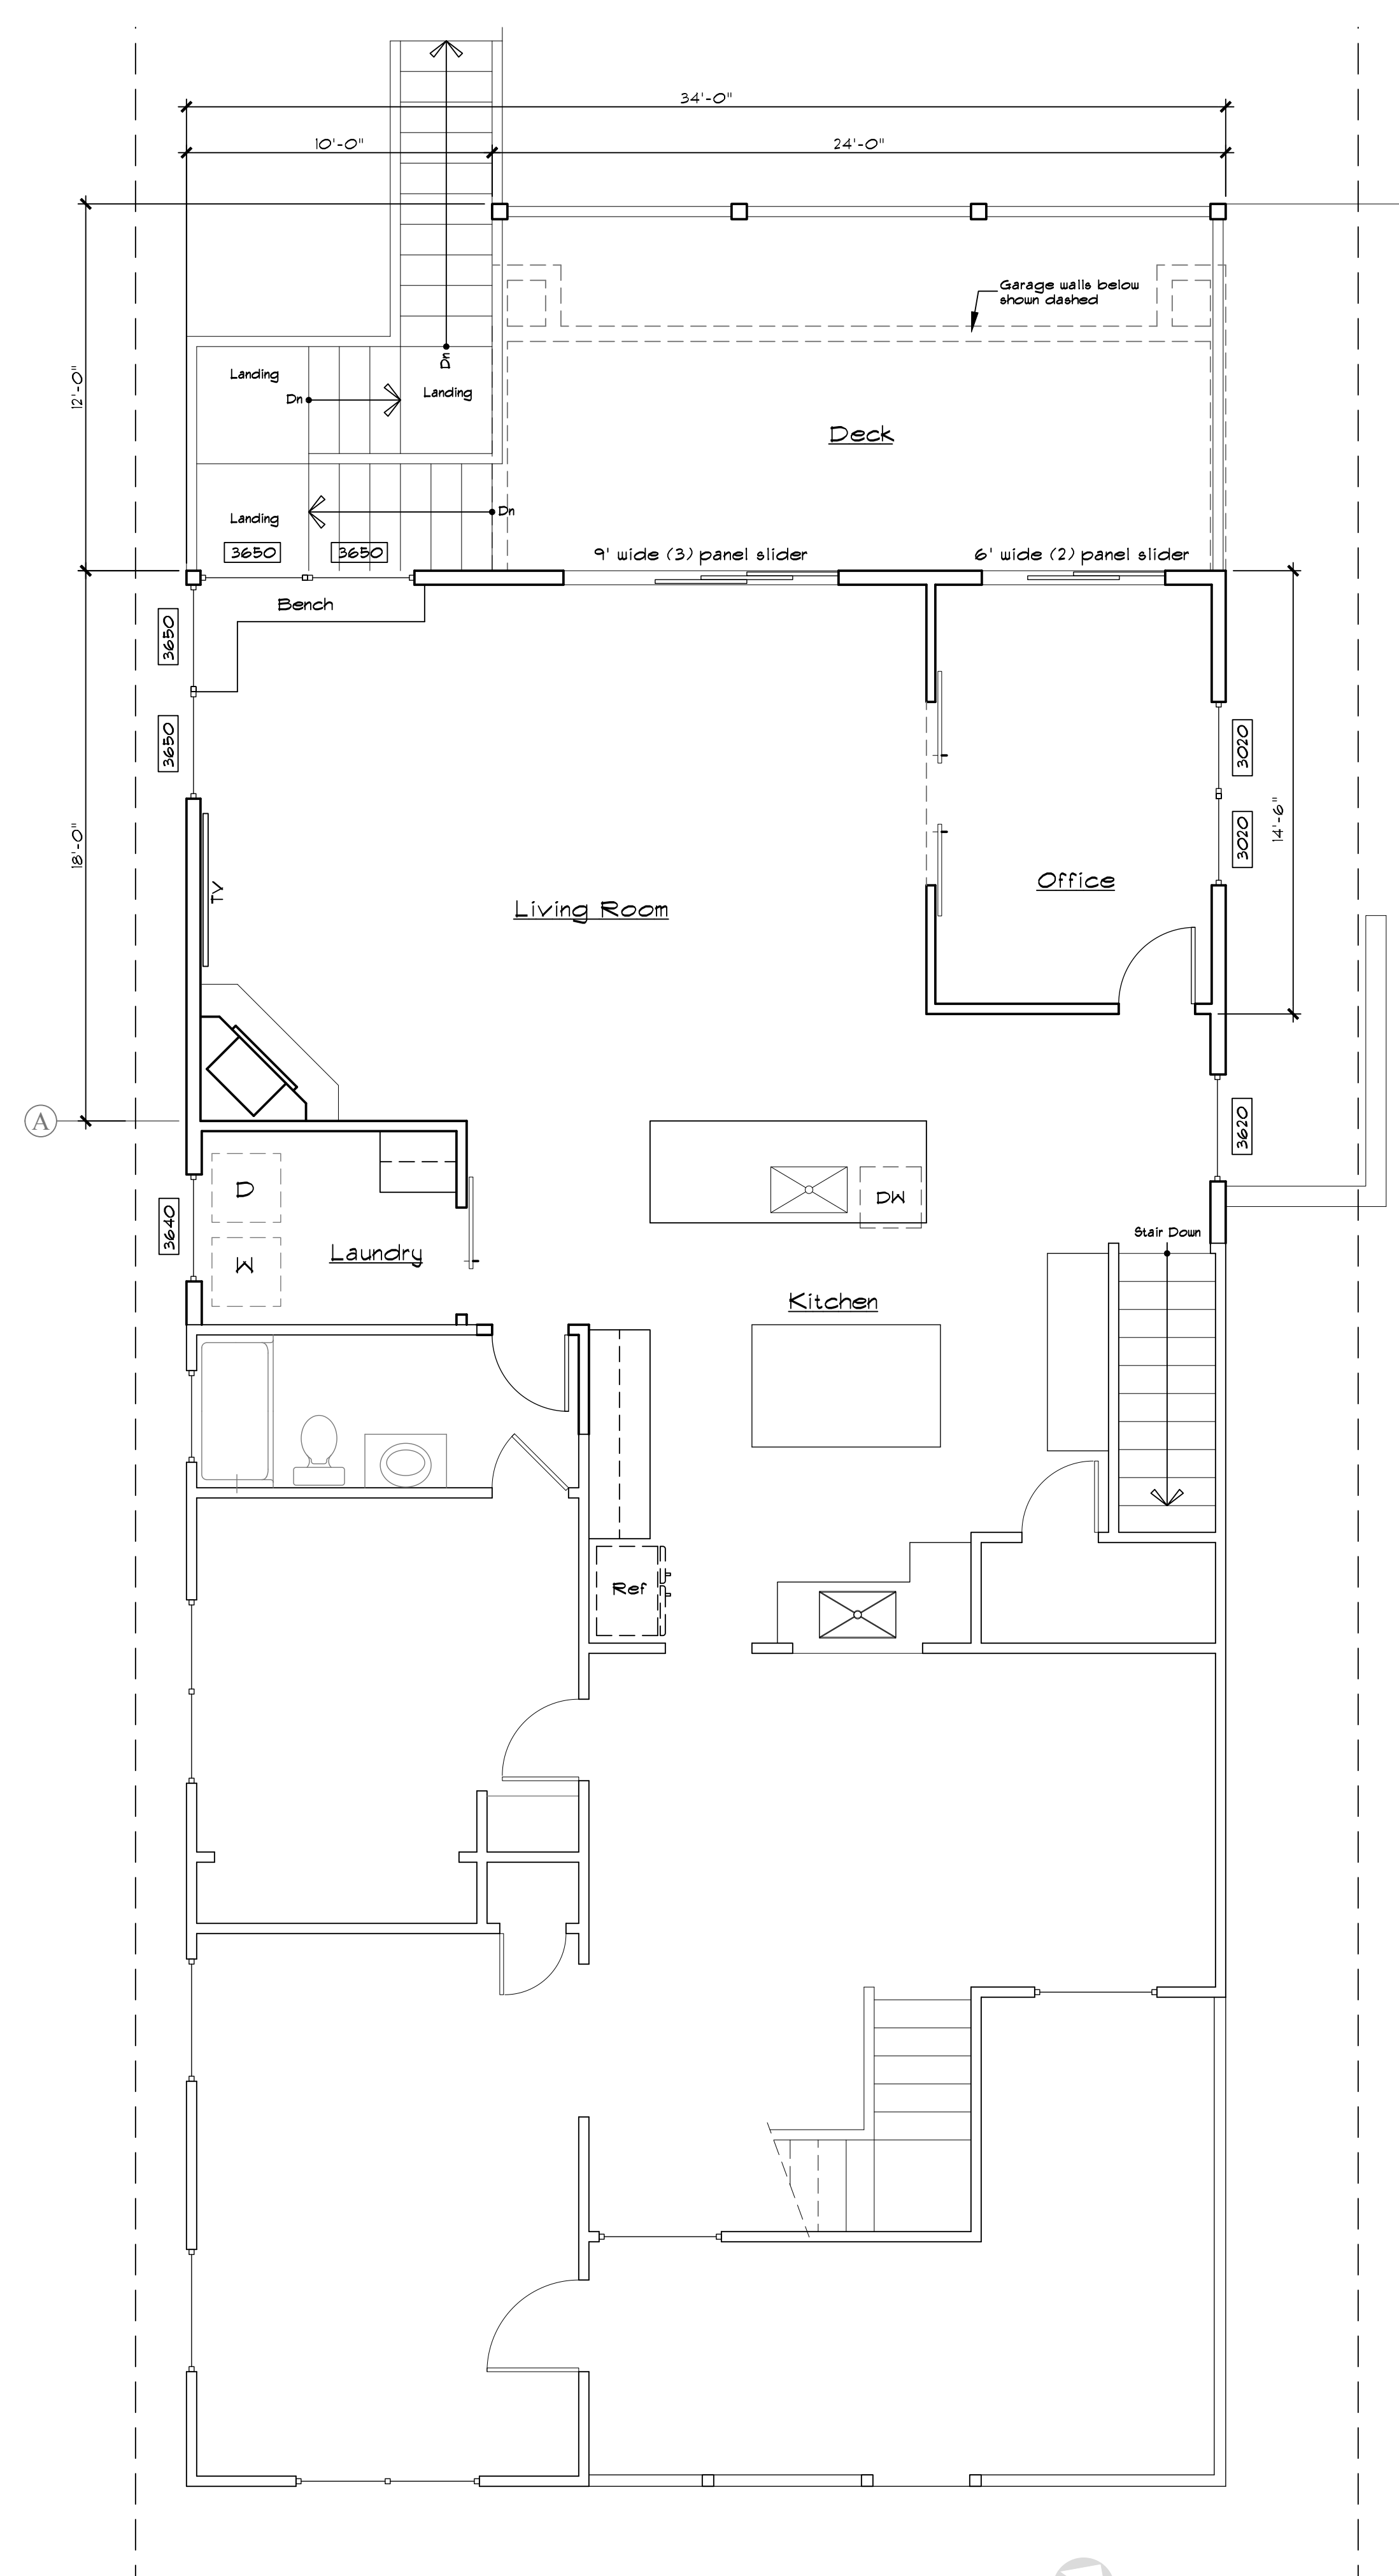 34'-0"
10'-0"
24'-0"
Garage walls below
shown dashed
Dn
Landing
Landing
Dn
12'-0"
Deck
Landing
Dn
3650
3650
9' wide (3) panel slider
6' wide (2) panel slider
Bench
3650
3650
3020
3020
14'-6"
18'-0"
TV
Office
Living Room
A
3620
D
DW
3640
W
Laundry
Stair Down
Kitchen
Ref